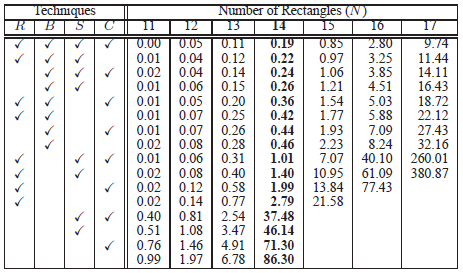 Techniques Number of Rectangles (N)
R B S C 11 12 13 14 15 16 17
✓ ✓ ✓ ✓ 0.00 0.05 0.11 0.19 0.85 2.80 9.74
✓ ✓ ✓ 0.01 0.04 0.12 0.22 0.97 3.25 11.44
✓ ✓ ✓ 0.02 0.04 0.14 0.24 1.06 3.85 14.11
✓ ✓ 0.01 0.06 0.15 0.26 1.21 4.51 16.43
✓ ✓ ✓ 0.01 0.05 0.20 0.36 1.54 5.03 18.72
✓ ✓ 0.01 0.07 0.25 0.42 1.77 5.88 22.12
✓ ✓ 0.01 0.07 0.26 0.44 1.93 7.09 27.43
✓ 0.02 0.08 0.28 0.46 2.23 8.24 32.16
✓ ✓ ✓ 0.01 0.06 0.31 1.01 7.07 40.10 260.01
✓ ✓ 0.02 0.08 0.40 1.40 10.95 61.09 380.87
✓ ✓ 0.02 0.12 0.58 1.99 13.84 77.43
✓ 0.02 0.14 0.77 2.79 21.58
✓ ✓ 0.40 0.81 2.54 37.48
✓ 0.51 1.08 3.47 46.14
✓ 0.76 1.46 4.91 71.30
0.99 1.97 6.78 86.30